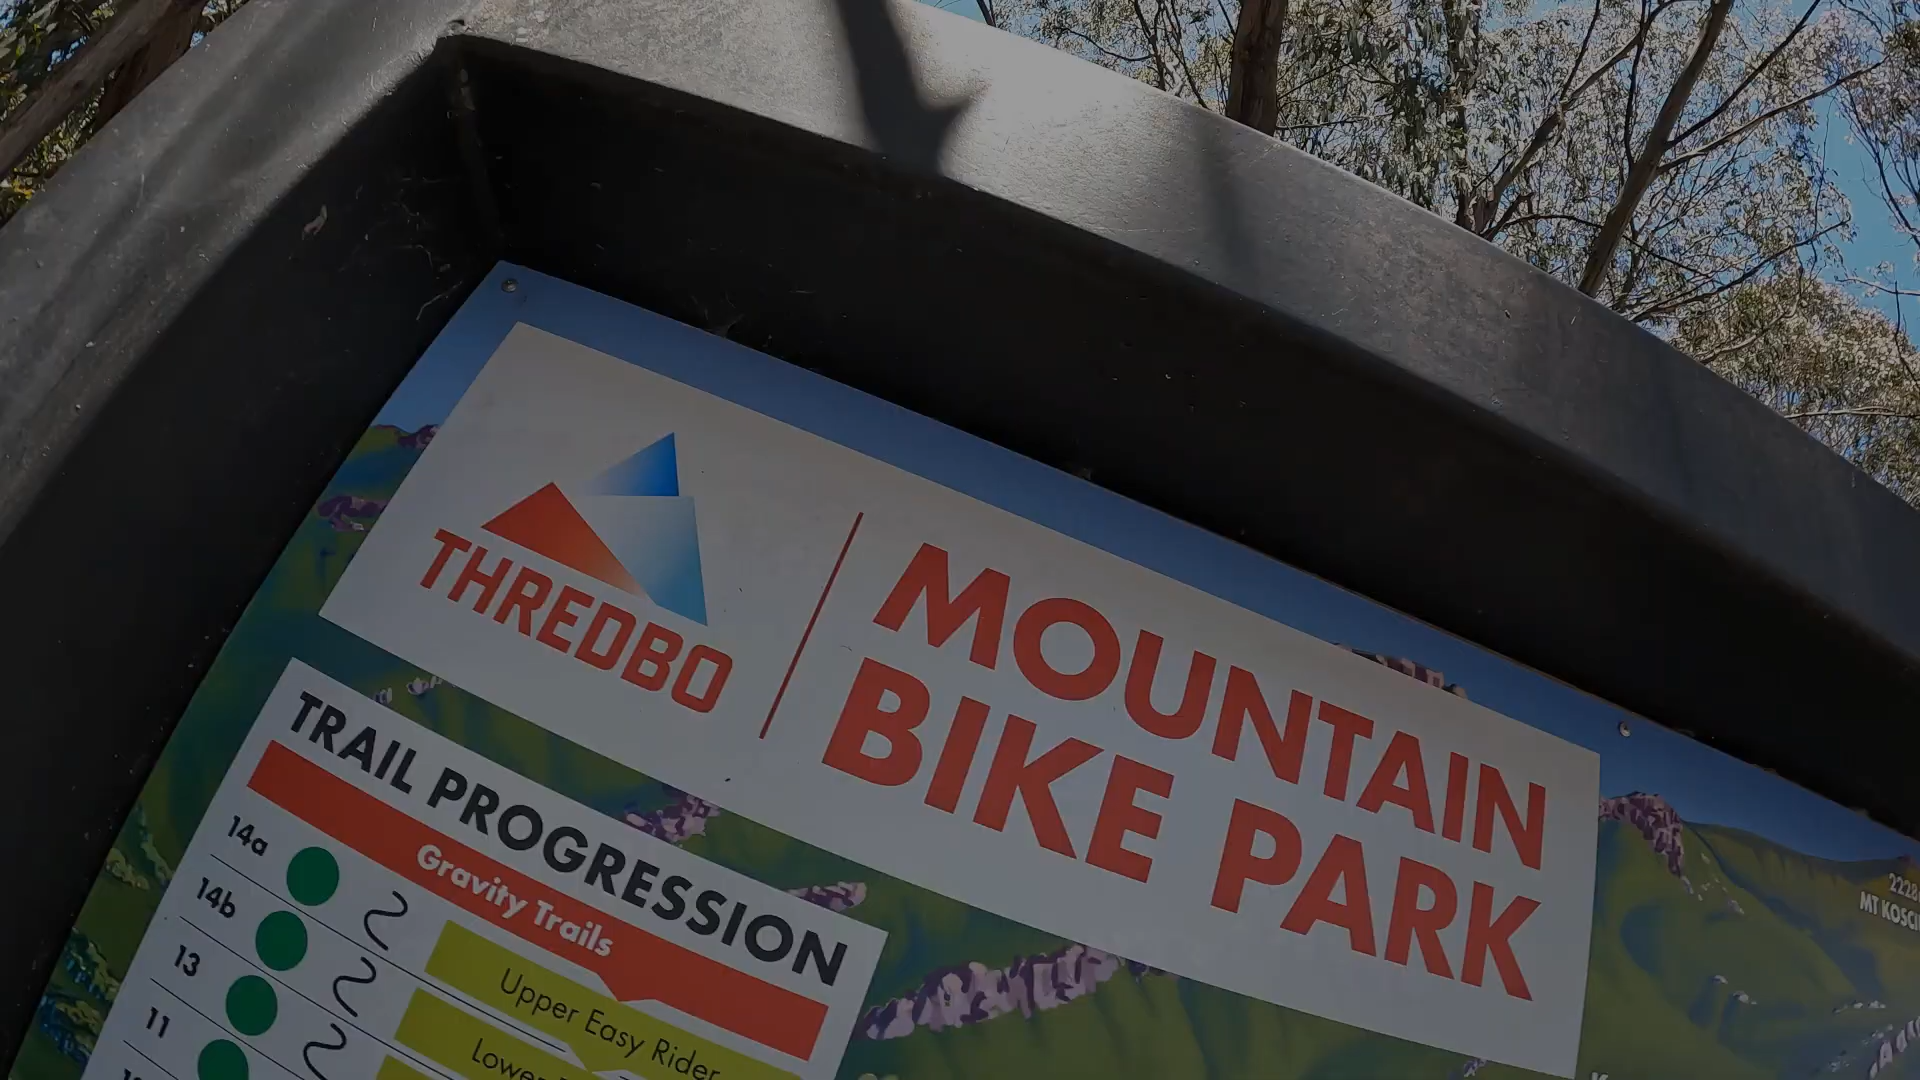 THREDBO
MOUNTAIN
BIKE PARK
TRAIL PROGRESSION
Gravity Trails
14a
Upper Easy Rider
14b
13
11
2228